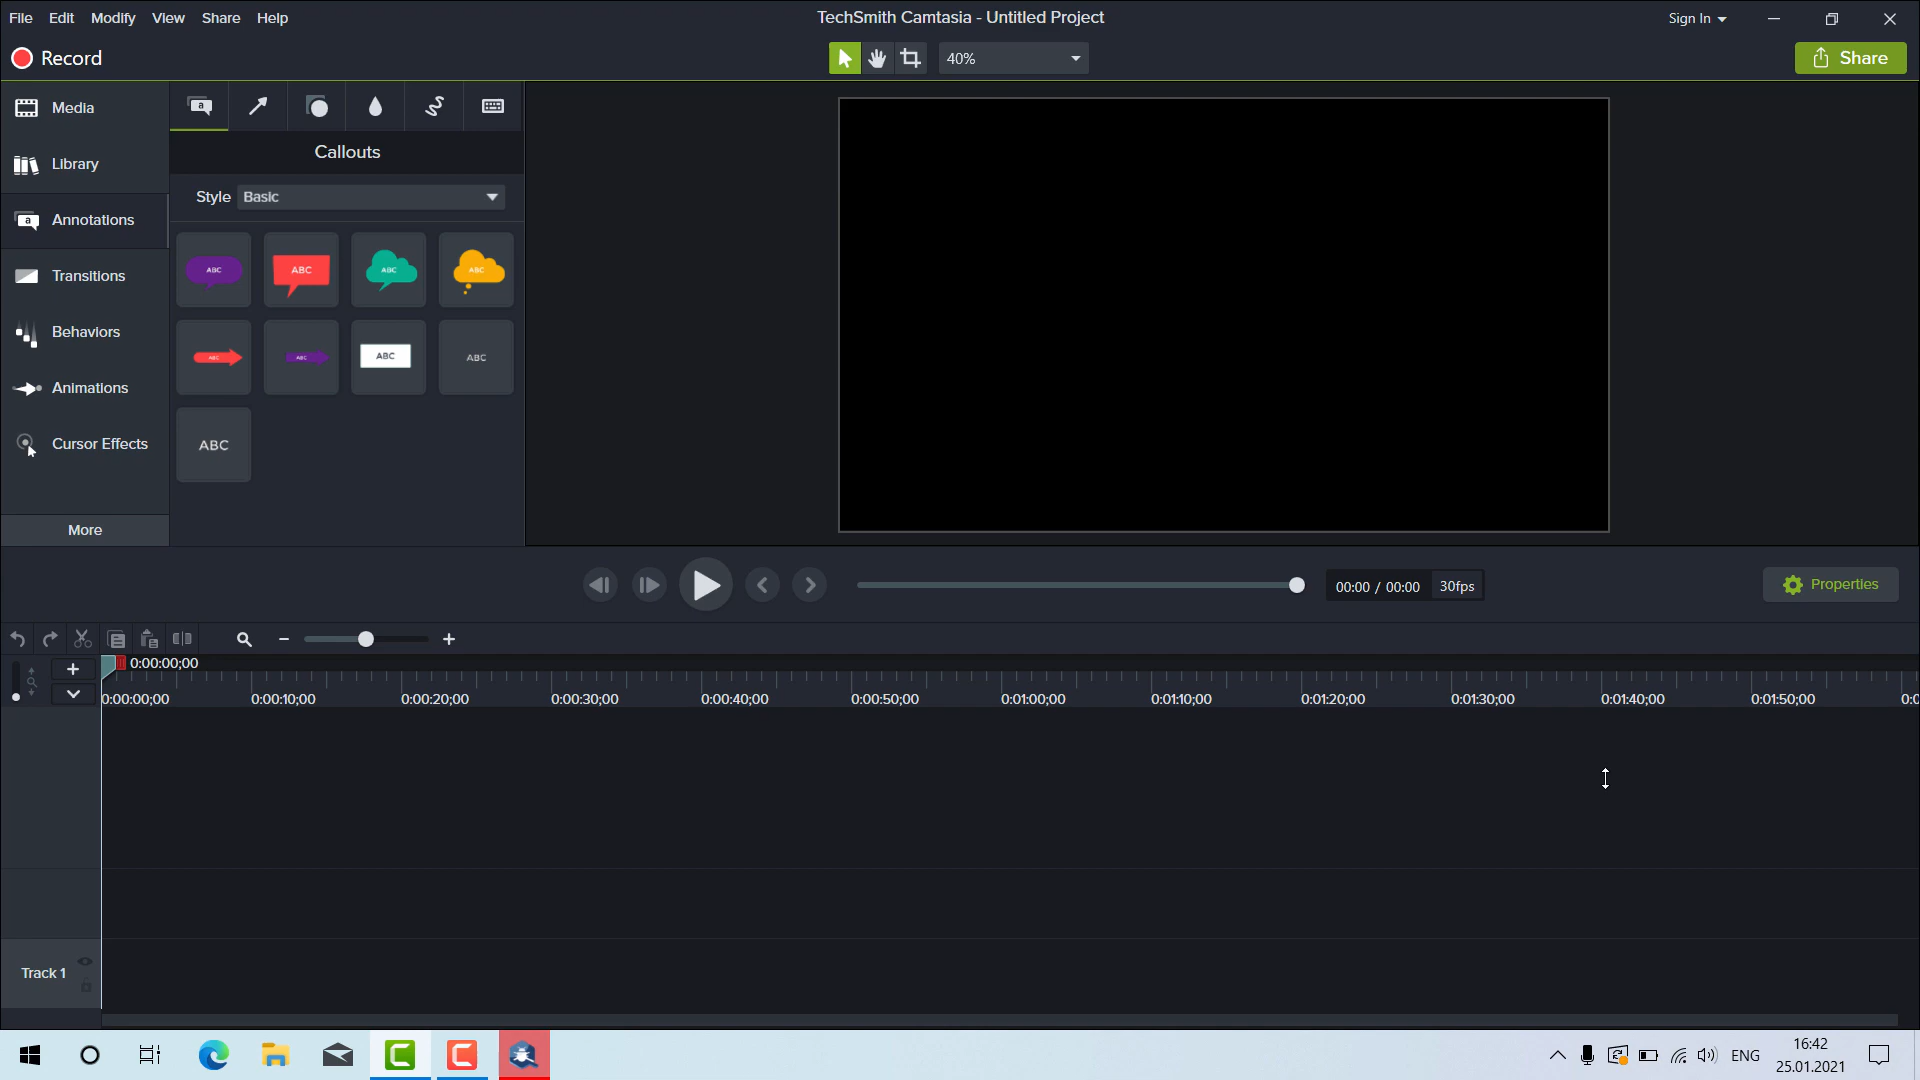 File Edit Modify View Share Help
TechSmith Camtasia - Untitled Project
Sign In
Record
40%
Share
Media
Library
Annotations
Transitions
Behaviors
Animations
Cursor Effects
More
a
Callouts
Style Basic
ABC ABC ABC ABC
ABC ABC ABC ABC
ABC
00:00 / 00:00 30fps
Properties
0:00:00;00
0:00:00;00 0:00:10;00 0:00:20;00 0:00:30;00 0:00:40;00 0:00:50;00 0:01:00;00 0:01:10;00 0:01:20;00 0:01:30;00 0:01:40;00 0:01:50;00 0:0
Track 1
ENG
16:42
25.01.2021